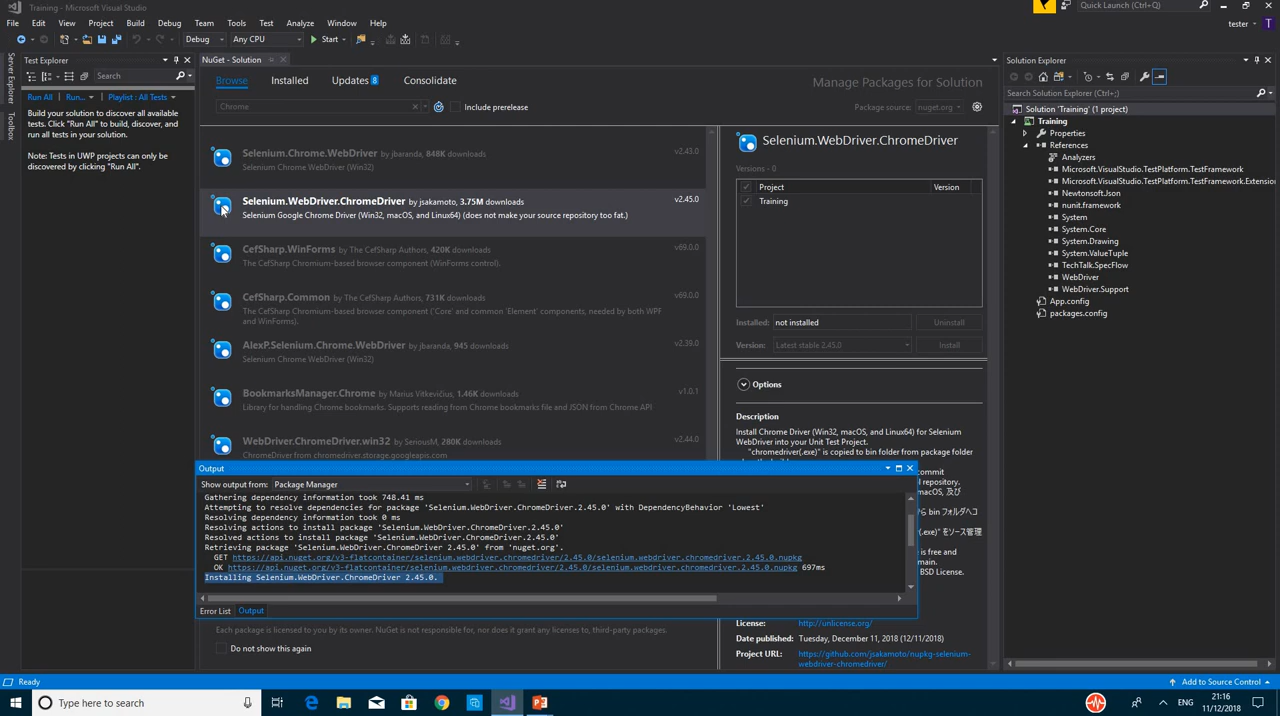 Training - Microsoft Visual Studio
Quick Launch (Ctrl+;)
File Edit View Project Build Debug Team Tools Test Analyze Window Help
tester T
Debug Any CPU Start
Server Explorer
Toolbox
Test Explorer
Search
Run All Run... Playlist : All Tests
Build your solution to discover all available
tests. Click "Run All" to build, discover, and
run all tests in your solution.
Note: Tests in UWP projects can only be
discovered by clicking "Run All".
NuGet - Solution
Browse Installed Updates 8 Consolidate
Manage Packages for Solution
Chrome
Include prerelease
Package source: nuget.org
Selenium.Chrome.WebDriver by jbaranda, 848K downloads v2.43.0
Selenium Chrome WebDriver (Win32)
Selenium.WebDriver.ChromeDriver by jsakamoto, 3.75M downloads v2.45.0
Selenium Google Chrome Driver (Win32, macOS, and Linux64) (does not make your source repository too fat.)
CefSharp.WinForms by The CefSharp Authors, 420K downloads v69.0.0
The CefSharp Chromium-based browser component (WinForms control).
CefSharp.Common by The CefSharp Authors, 731K downloads v69.0.0
The CefSharp Chromium-based browser component ('Core' and common 'Element' components, needed by both WPF
and WinForms).
AlexP.Selenium.Chrome.WebDriver by jbaranda, 945 downloads v2.39.0
Selenium Chrome WebDriver (Win32)
BookmarksManager.Chrome by Marius Vitkevičius, 1.46K downloads v1.0.1
Library for handling Chrome bookmarks. Supports reading from Chrome bookmarks file and JSON from Chrome API
WebDriver.ChromeDriver.win32 by SeriousM, 280K downloads v2.44.0
ChromeDriver from chromedriver.storage.googleapis.com
Selenium.WebDriver.ChromeDriver
Versions - 0
Project Version
Training
Installed: not installed Uninstall
Version: Latest stable 2.45.0 Install
Options
Description
Install Chrome Driver (Win32, macOS, and Linux64) for Selenium
WebDriver into your Unit Test Project.
"chromedriver(.exe)" is copied to bin folder from package folder
License: http://unlicense.org/
Date published: Tuesday, December 11, 2018 (12/11/2018)
Project URL: https://github.com/jsakamoto/nupkg-selenium-
webdriver-chromedriver/
Output
Show output from: Package Manager
Gathering dependency information took 748.41 ms
Attempting to resolve dependencies for package 'Selenium.WebDriver.ChromeDriver.2.45.0' with DependencyBehavior 'Lowest'
Resolving dependency information took 0 ms
Resolving actions to install package 'Selenium.WebDriver.ChromeDriver.2.45.0'
Resolved actions to install package 'Selenium.WebDriver.ChromeDriver.2.45.0'
Retrieving package 'Selenium.WebDriver.ChromeDriver 2.45.0' from 'nuget.org'.
GET https://api.nuget.org/v3-flatcontainer/selenium.webdriver.chromedriver/2.45.0/selenium.webdriver.chromedriver.2.45.0.nupkg
OK https://api.nuget.org/v3-flatcontainer/selenium.webdriver.chromedriver/2.45.0/selenium.webdriver.chromedriver.2.45.0.nupkg 697ms
Installing Selenium.WebDriver.ChromeDriver 2.45.0.
Error List Output
Each package is licensed to you by its owner. NuGet is not responsible for, nor does it grant any licenses to, third-party packages.
Do not show this again
Solution Explorer
Search Solution Explorer (Ctrl+;)
Solution 'Training' (1 project)
Training
Properties
References
Analyzers
Microsoft.VisualStudio.TestPlatform.TestFramework
Microsoft.VisualStudio.TestPlatform.TestFramework.Extension
Newtonsoft.Json
nunit.framework
System
System.Core
System.Drawing
System.ValueTuple
TechTalk.SpecFlow
WebDriver
WebDriver.Support
App.config
packages.config
Ready
Add to Source Control
Type here to search
ENG
21:16
11/12/2018